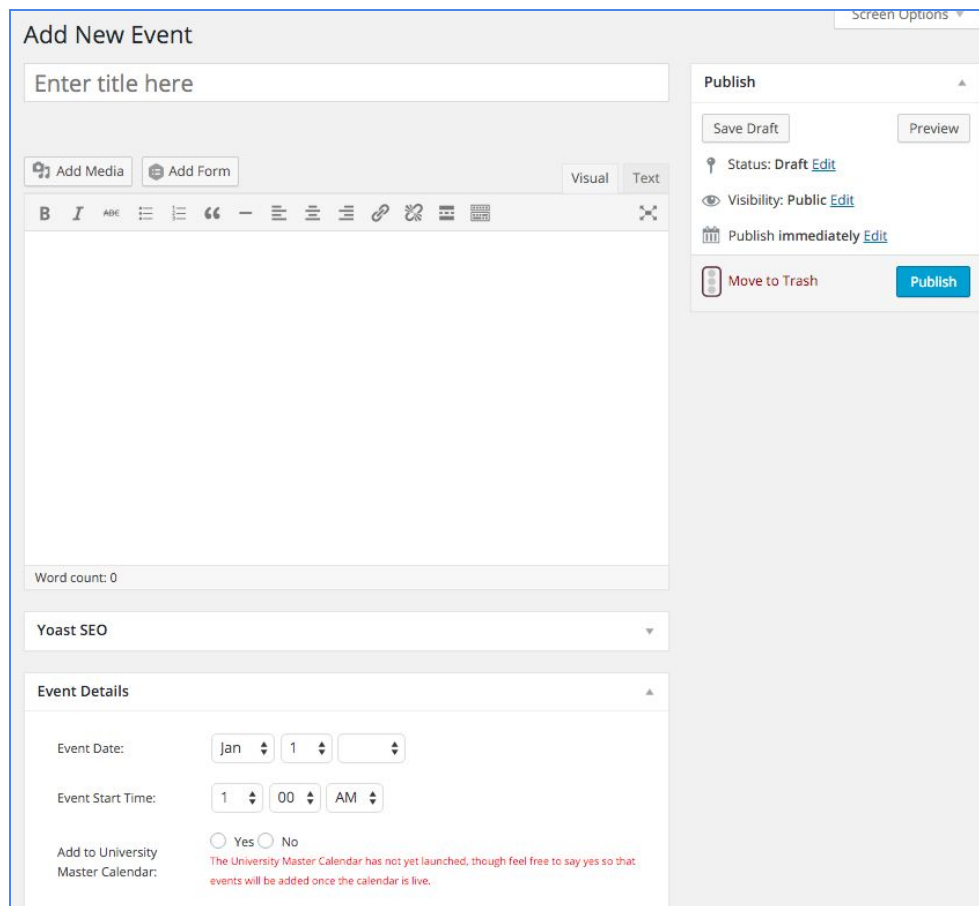 Screen Options
Add New Event
Enter title here
Add Media
Add Form
Visual
Text
B I ABC
Word count: 0
Yoast SEO
Event Details
Event Date:
Jan
1
Event Start Time:
1
00
AM
Add to University
Master Calendar:
Yes
No
The University Master Calendar has not yet launched, though feel free to say yes so that
events will be added once the calendar is live.
Publish
Save Draft
Preview
Status: Draft Edit
Visibility: Public Edit
Publish immediately Edit
Move to Trash
Publish